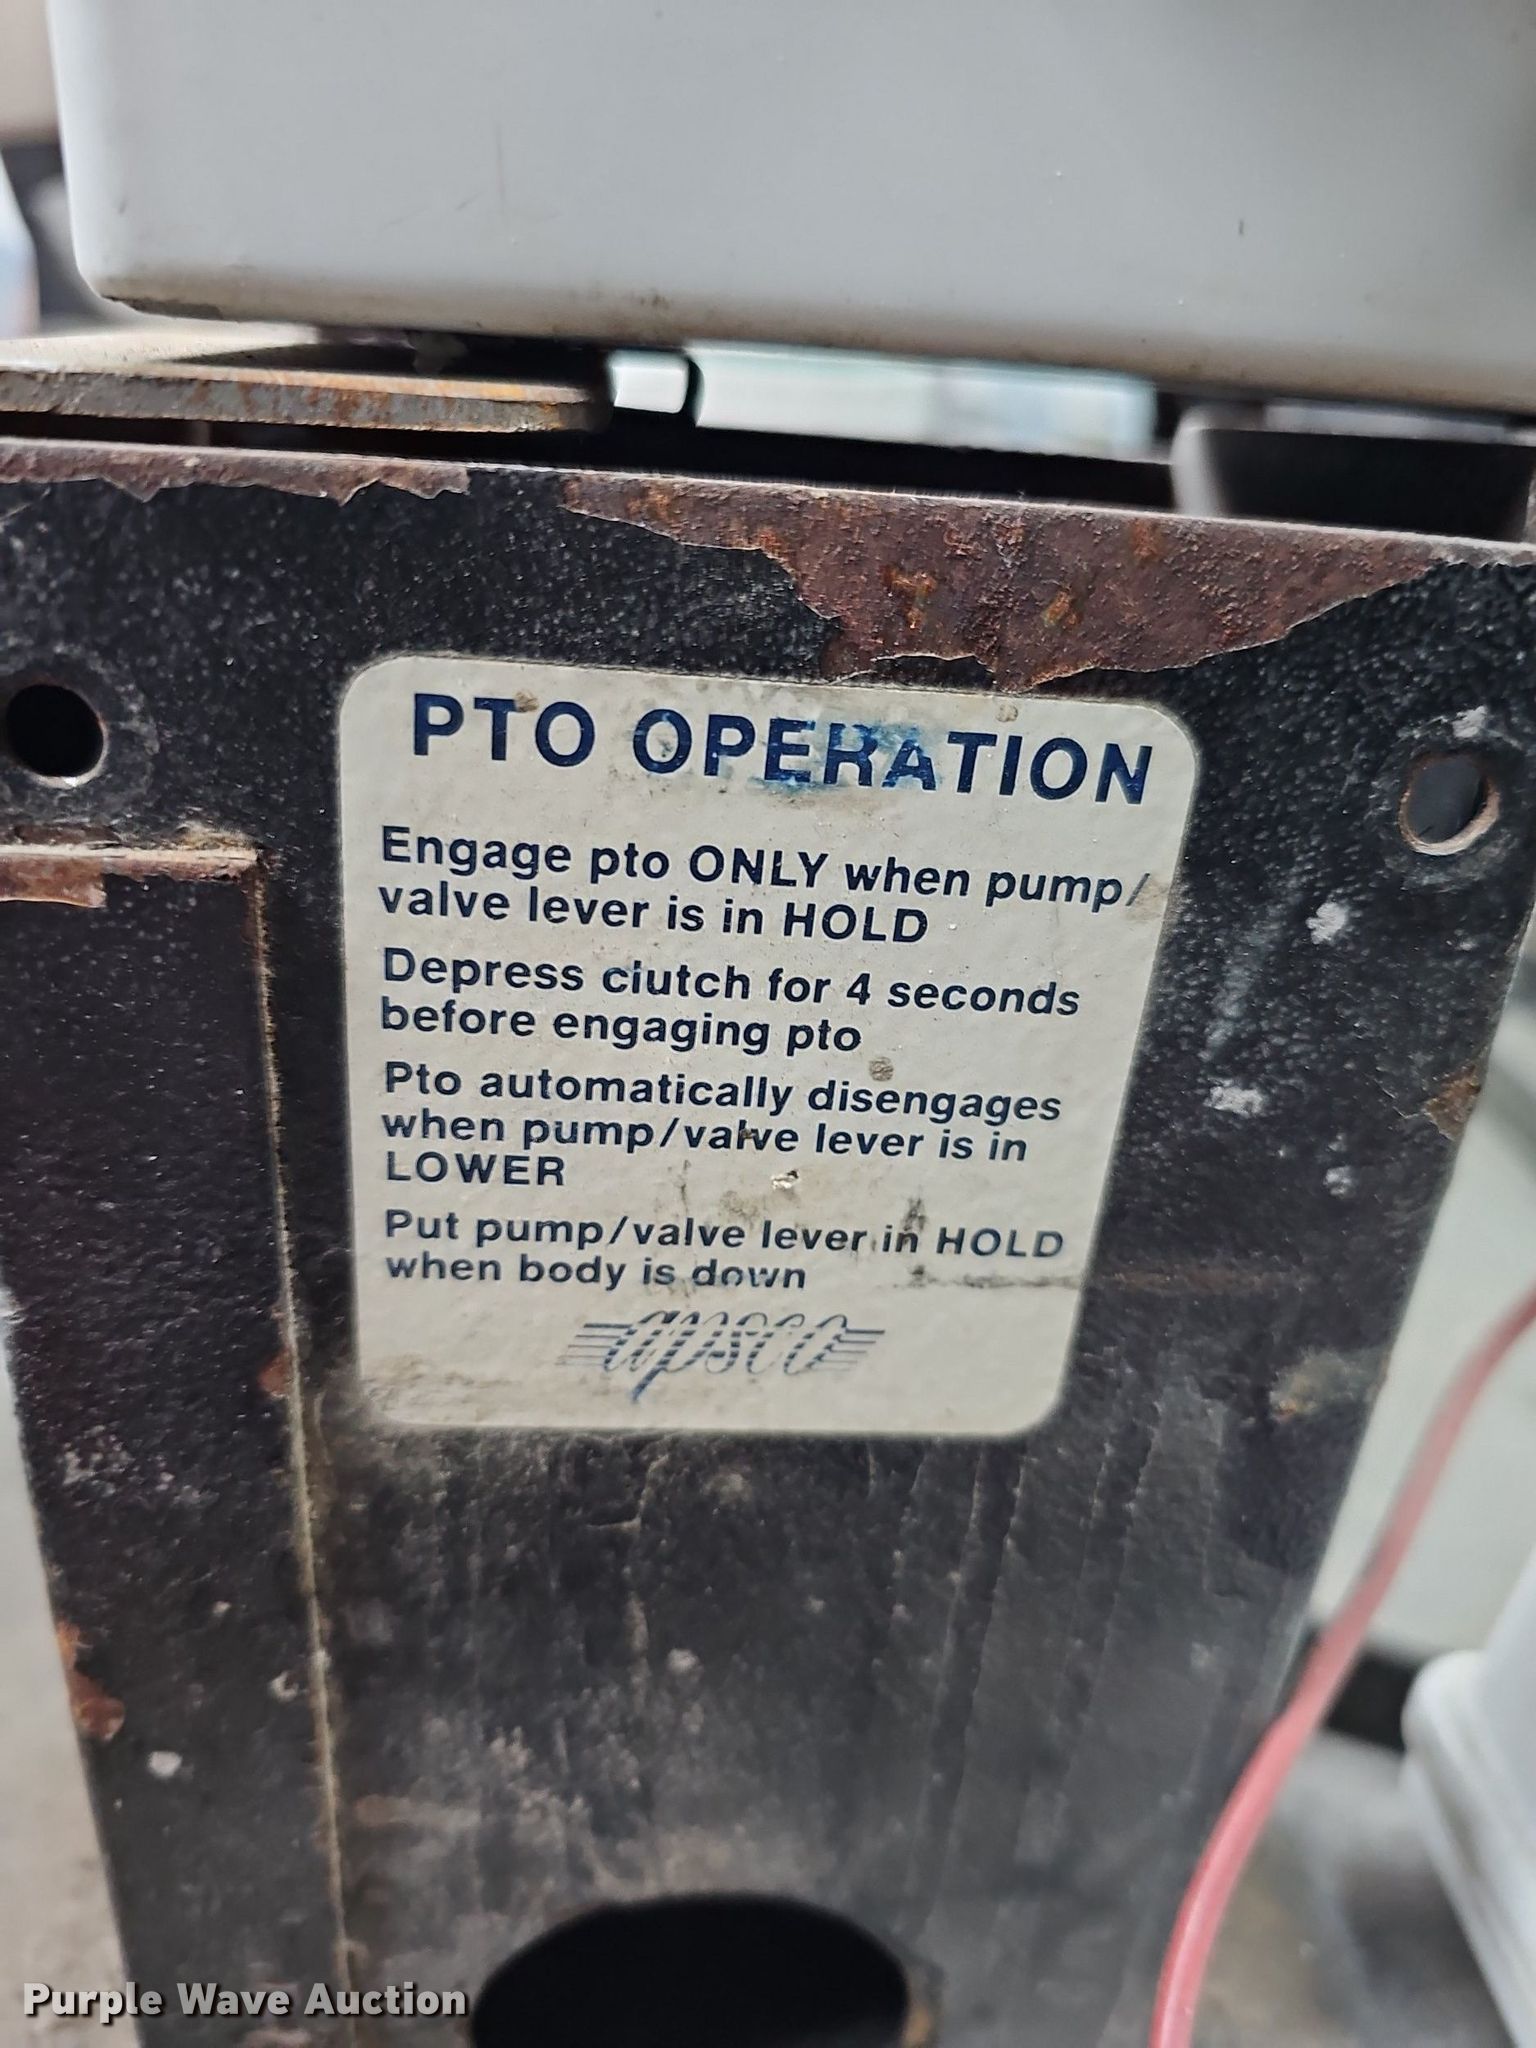 PTO OPERATION
Engage pto ONLY when pump/
valve lever is in HOLD
Depress clutch for 4 seconds
before engaging pto
Pto automatically disengages
when pump/valve lever is in
LOWER
Put pump/valve lever in HOLD
when body is down
apsco
Purple Wave Auction